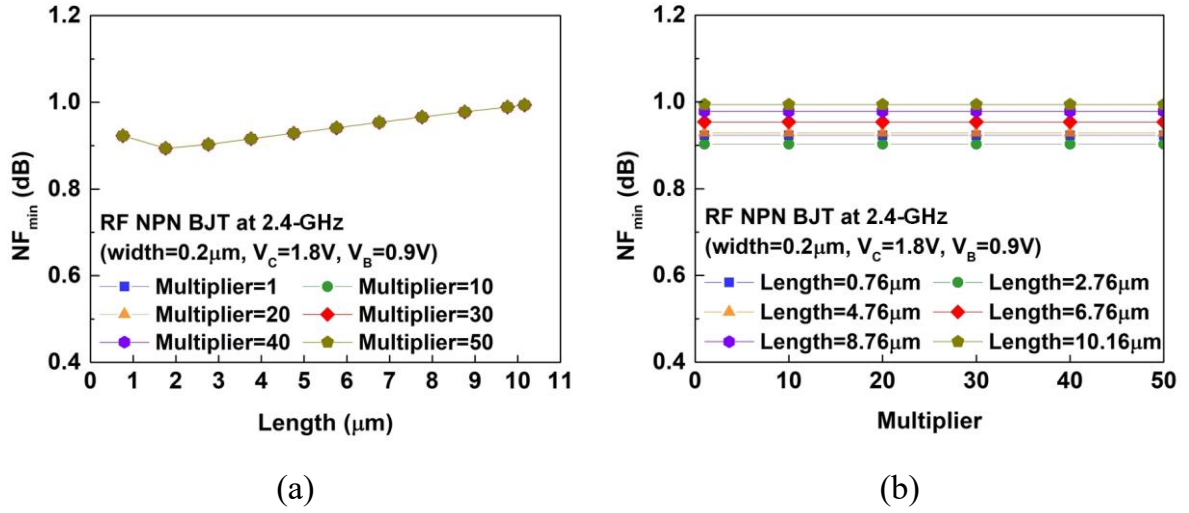 1.2
1.0
0.8
0.6
0.4
NFmin (dB)
RF NPN BJT at 2.4-GHz
(width=0.2μm, VC=1.8V, VB=0.9V)
Multiplier=1 Multiplier=10
Multiplier=20 Multiplier=30
Multiplier=40 Multiplier=50
0 1 2 3 4 5 6 7 8 9 10 11
Length (μm)
(a)
1.2
1.0
0.8
0.6
0.4
NFmin (dB)
RF NPN BJT at 2.4-GHz
(width=0.2μm, VC=1.8V, VB=0.9V)
Length=0.76μm Length=2.76μm
Length=4.76μm Length=6.76μm
Length=8.76μm Length=10.16μm
0 10 20 30 40 50
Multiplier
(b)